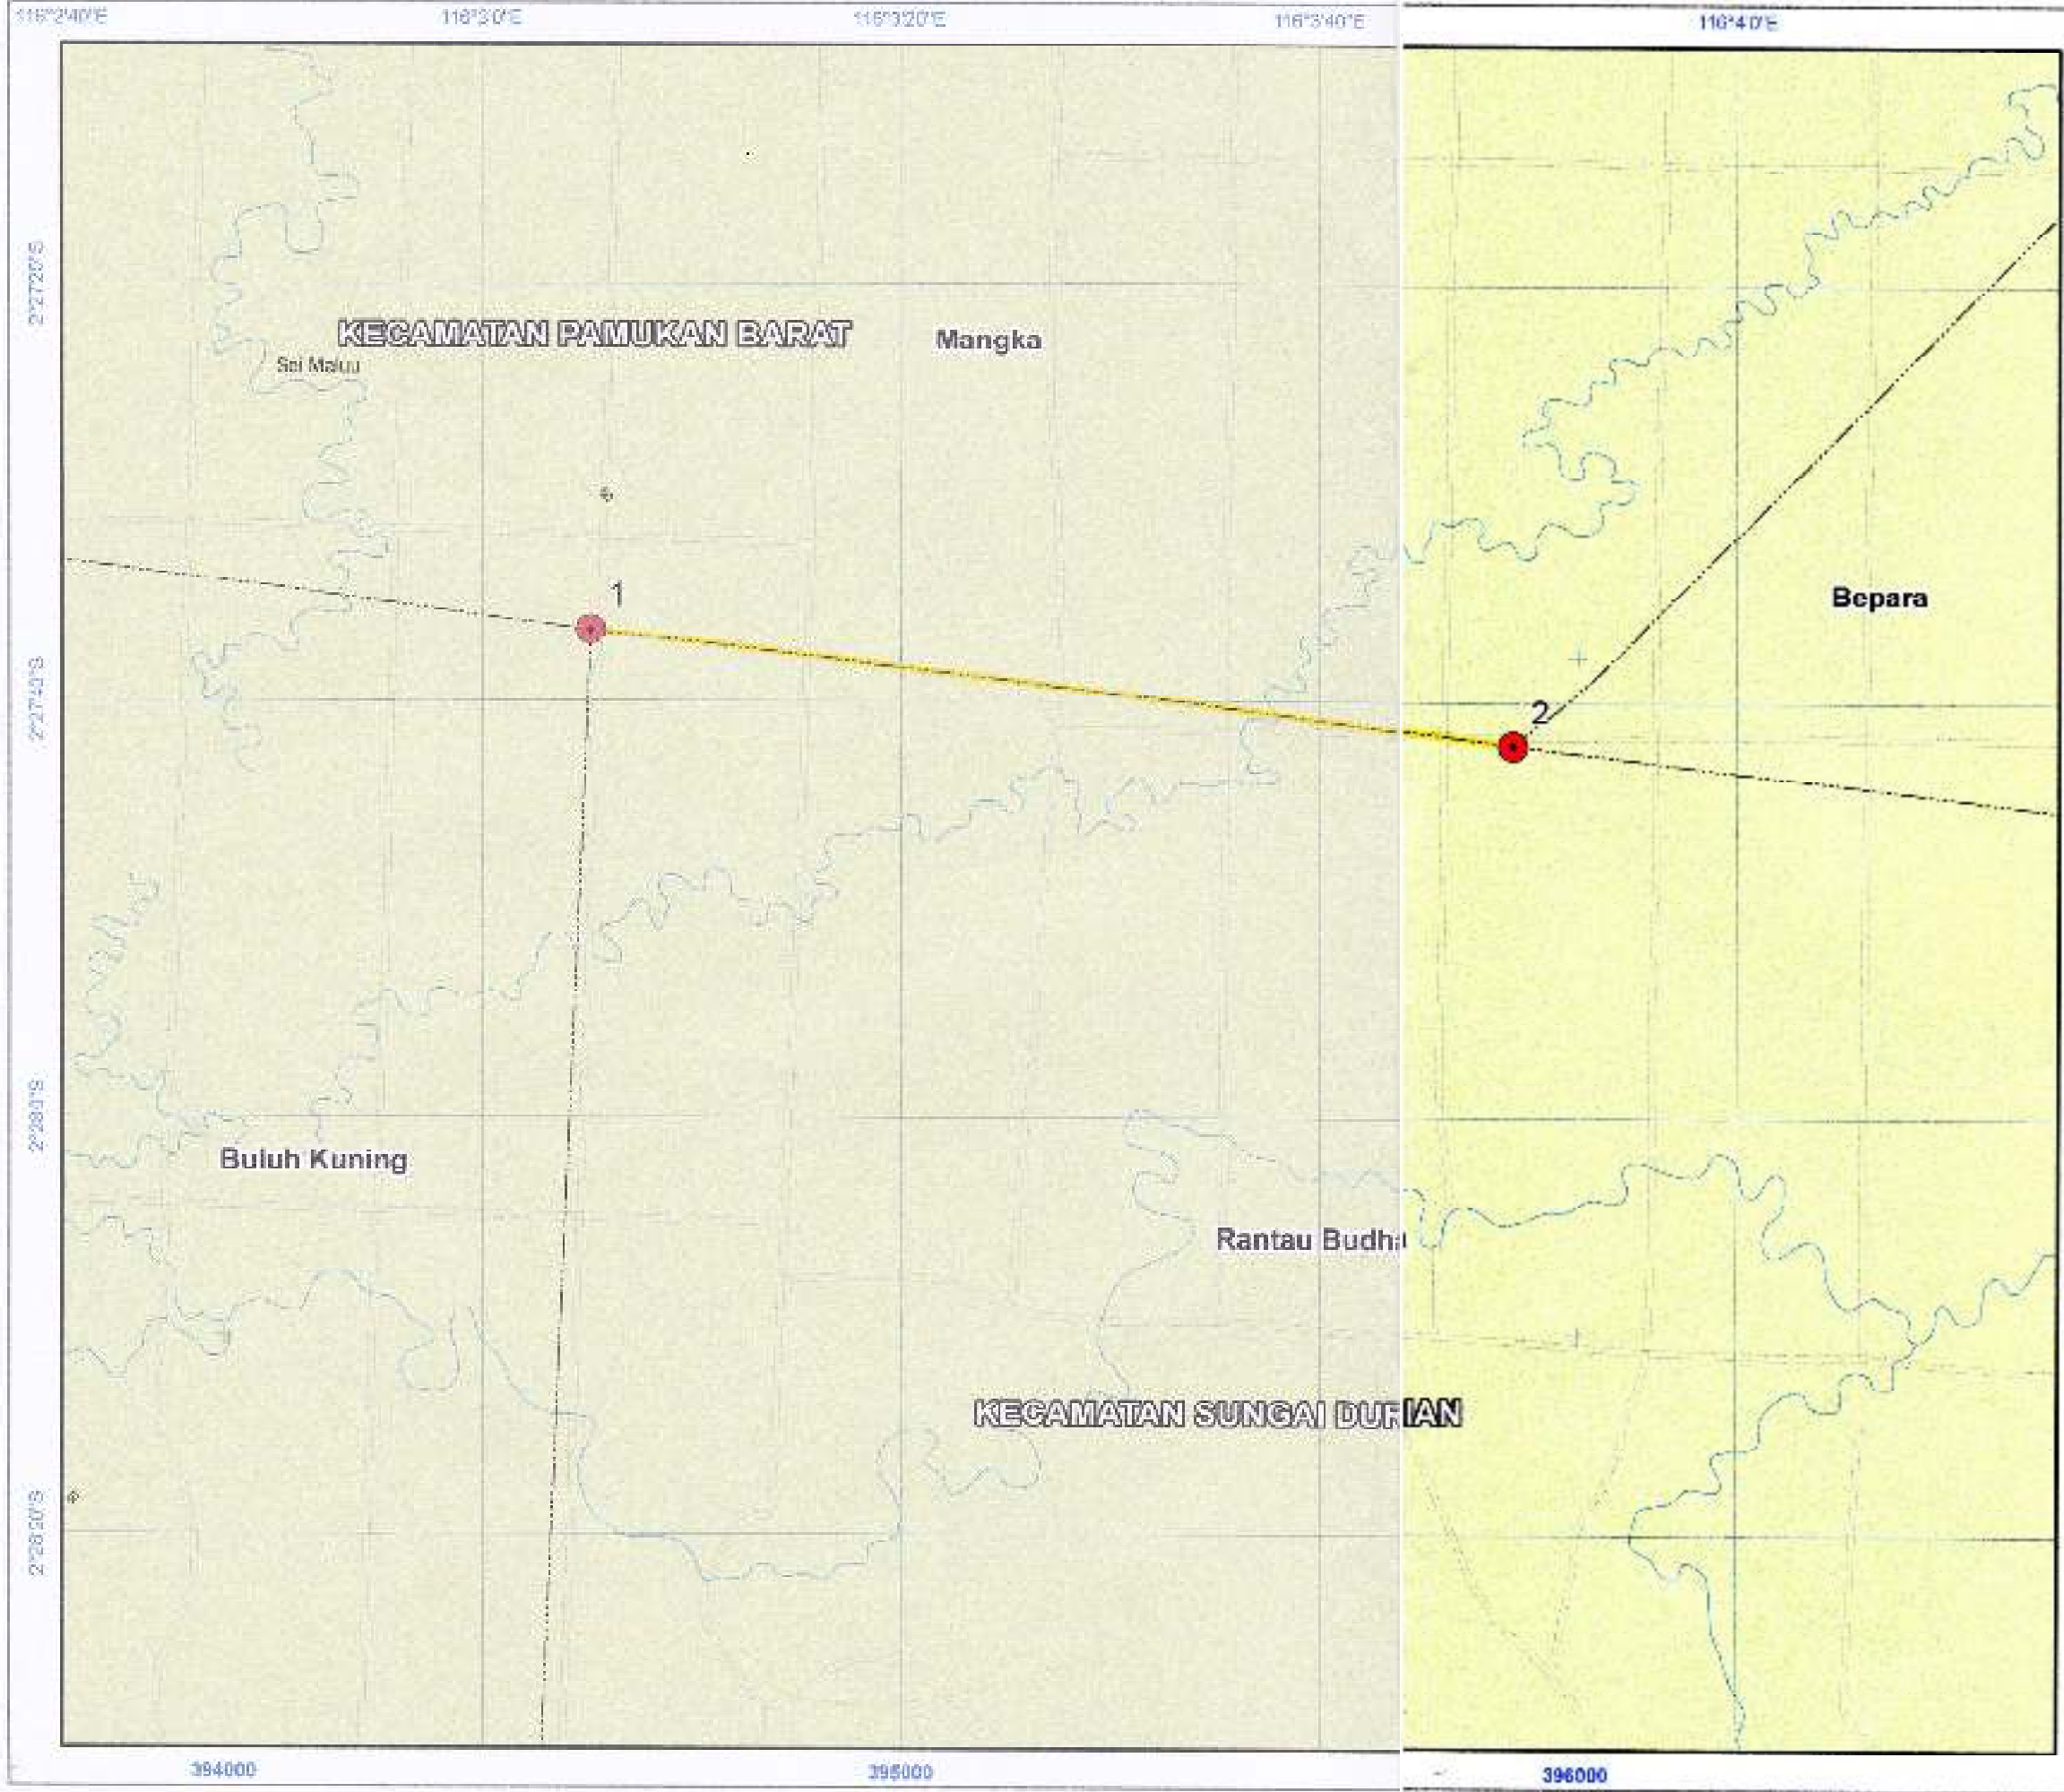 116°2'40"E 116°3'0"E 116°3'20"E 116°3'40"E 116°4'0"E
2°27'20"S
KECAMATAN PAMUKAN BARAT
Mangka
Sei Maluu
1
Bepara
2°27'40"S
2
2°28'0"S
Buluh Kuning
Rantau Budha
KECAMATAN SUNGAI DURIAN
2°28'20"S
394000 395000 396000